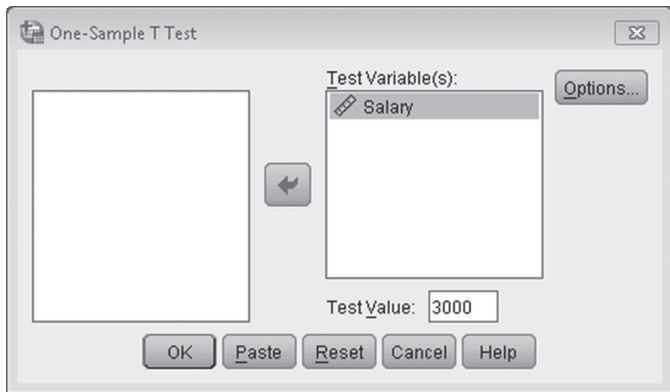 One-Sample T Test
Test Variable(s):
Salary
Options...
Test Value: 3000
OK Paste Reset Cancel Help